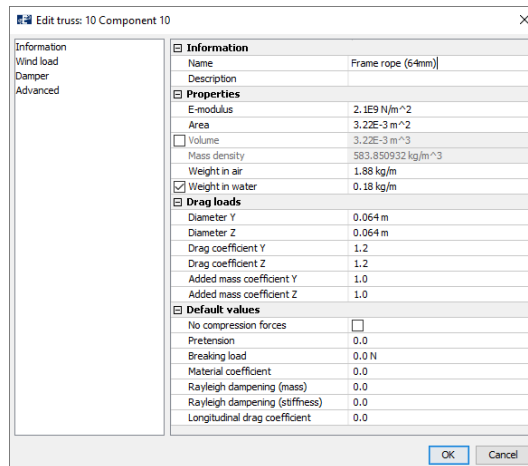 Edit truss: 10 Component 10
Information
Wind load
Damper
Advanced
Information
Name Frame rope (64mm)
Description
Properties
E-modulus 2.1E9 N/m^2
Area 3.22E-3 m^2
Volume 3.22E-3 m^3
Mass density 583.850932 kg/m^3
Weight in air 1.88 kg/m
Weight in water 0.18 kg/m
Drag loads
Diameter Y 0.064 m
Diameter Z 0.064 m
Drag coefficient Y 1.2
Drag coefficient Z 1.2
Added mass coefficient Y 1.0
Added mass coefficient Z 1.0
Default values
No compression forces
Pretension 0.0
Breaking load 0.0 N
Material coefficient 0.0
Rayleigh dampening (mass) 0.0
Rayleigh dampening (stiffness) 0.0
Longitudinal drag coefficient 0.0
OK Cancel